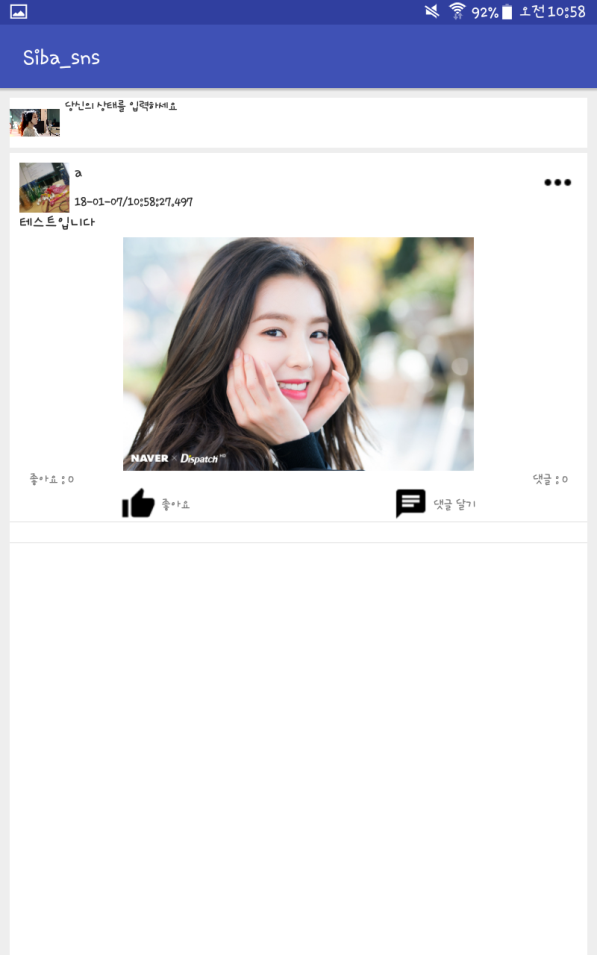 92% 오전 10:58
Siba_sns
당신의 상태를 입력하세요
a
18-01-07/10:58:27.497
테스트입니다
NAVER × Dispatch HD
좋아요 : 0 댓글 : 0
좋아요 댓글 달기